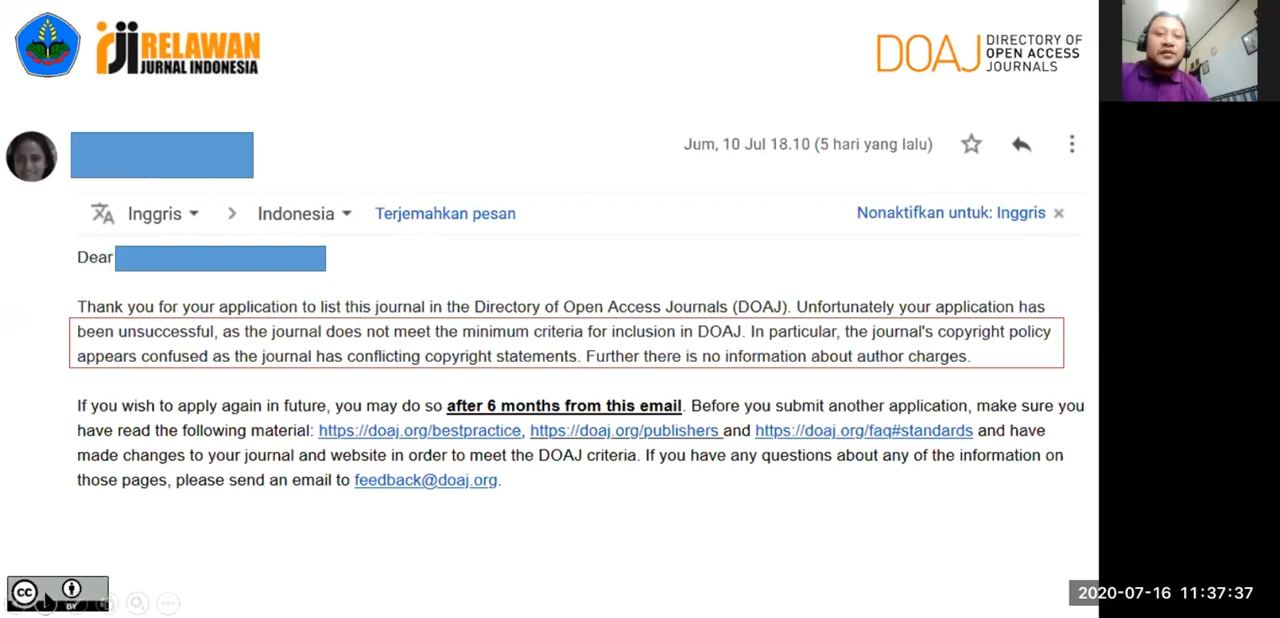 RELAWAN
JURNAL INDONESIA
DOAJ
DIRECTORY OF
OPEN ACCESS
JOURNALS
Jum, 10 Jul 18.10 (5 hari yang lalu)
Inggris > Indonesia Terjemahkan pesan Nonaktifkan untuk: Inggris ×
Dear
Thank you for your application to list this journal in the Directory of Open Access Journals (DOAJ). Unfortunately your application has
been unsuccessful, as the journal does not meet the minimum criteria for inclusion in DOAJ. In particular, the journal's copyright policy
appears confused as the journal has conflicting copyright statements. Further there is no information about author charges.
If you wish to apply again in future, you may do so after 6 months from this email. Before you submit another application, make sure you
have read the following material: https://doaj.org/bestpractice, https://doaj.org/publishers and https://doaj.org/faq#standards and have
made changes to your journal and website in order to meet the DOAJ criteria. If you have any questions about any of the information on
those pages, please send an email to feedback@doaj.org.
cc
BY
2020-07-16 11:37:37